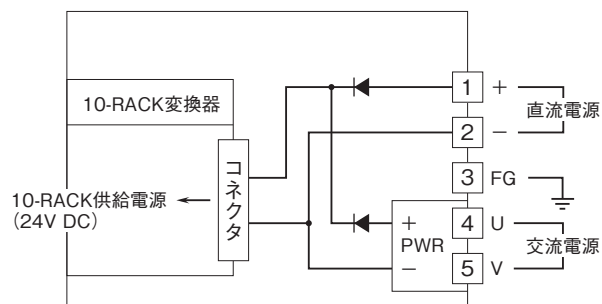 10-RACK変換器
10-RACK供給電源
(24V DC)
コネクタ
1 +
2 −
直流電源
3 FG
+
PWR
−
4 U
5 V
交流電源